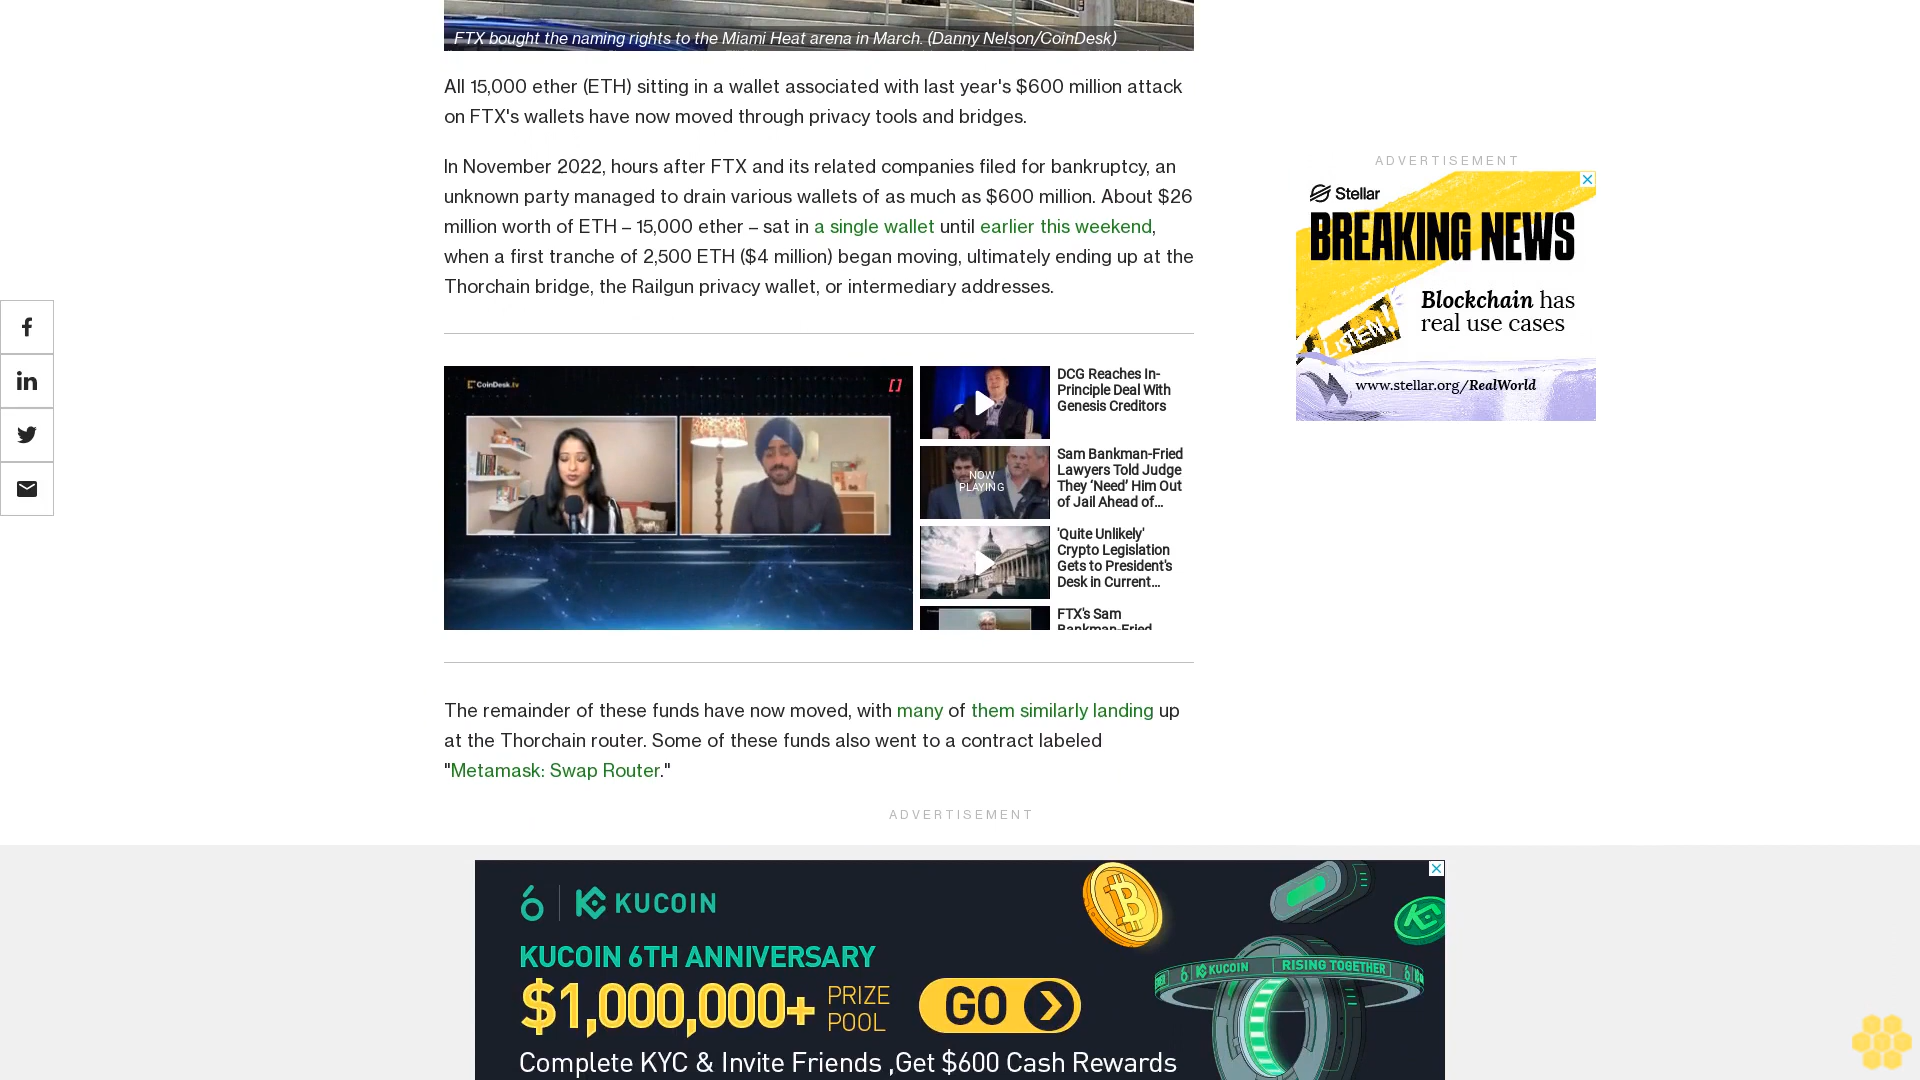 FTX bought the naming rights to the Miami Heat arena in March. (Danny Nelson/CoinDesk)
All 15,000 ether (ETH) sitting in a wallet associated with last year's $600 million attack
on FTX's wallets have now moved through privacy tools and bridges.
In November 2022, hours after FTX and its related companies filed for bankruptcy, an
unknown party managed to drain various wallets of as much as $600 million. About $26
million worth of ETH – 15,000 ether – sat in a single wallet until earlier this weekend,
when a first tranche of 2,500 ETH ($4 million) began moving, ultimately ending up at the
Thorchain bridge, the Railgun privacy wallet, or intermediary addresses.
CoinDesk.tv
DCG Reaches In-
Principle Deal With
Genesis Creditors
NOW
PLAYING
Sam Bankman-Fried
Lawyers Told Judge
They ‘Need’ Him Out
of Jail Ahead of...
'Quite Unlikely'
Crypto Legislation
Gets to President's
Desk in Current...
FTX's Sam
Bankman-Fried
The remainder of these funds have now moved, with many of them similarly landing up
at the Thorchain router. Some of these funds also went to a contract labeled
"Metamask: Swap Router."
ADVERTISEMENT
Stellar
BREAKING NEWS
Blockchain has
real use cases
LISTEN!
www.stellar.org/RealWorld
ADVERTISEMENT
KUCOIN
KUCOIN 6TH ANNIVERSARY
$1,000,000+
PRIZE
POOL
GO
Complete KYC & Invite Friends ,Get $600 Cash Rewards
KUCOIN RISING TOGETHER